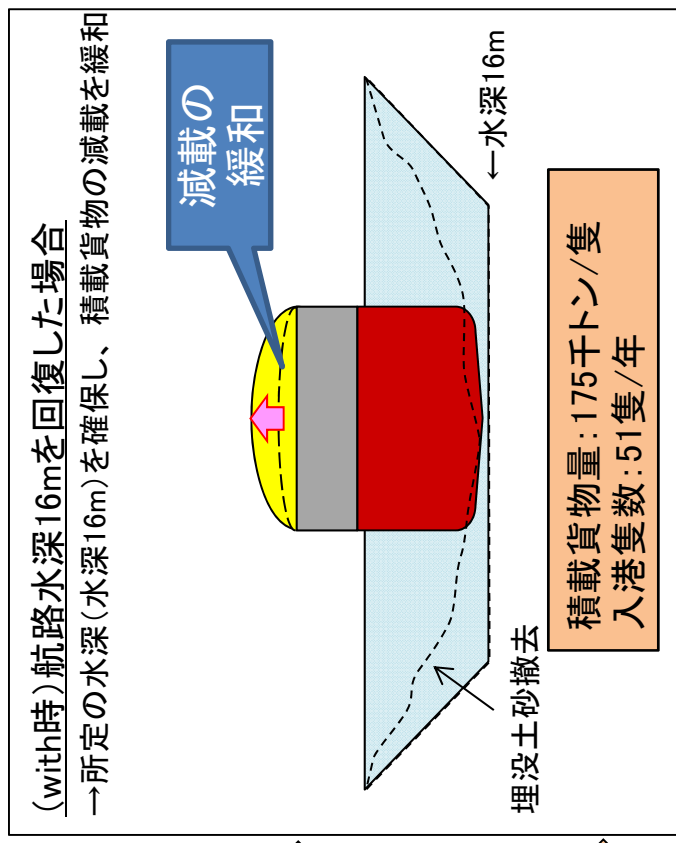 (with時)航路水深16mを回復した場合
→所定の水深(水深16m)を確保し、積載貨物の減載を緩和
減載の
緩和
←水深16m
埋没土砂撤去
積載貨物量:175千トン/隻
入港隻数:51隻/年